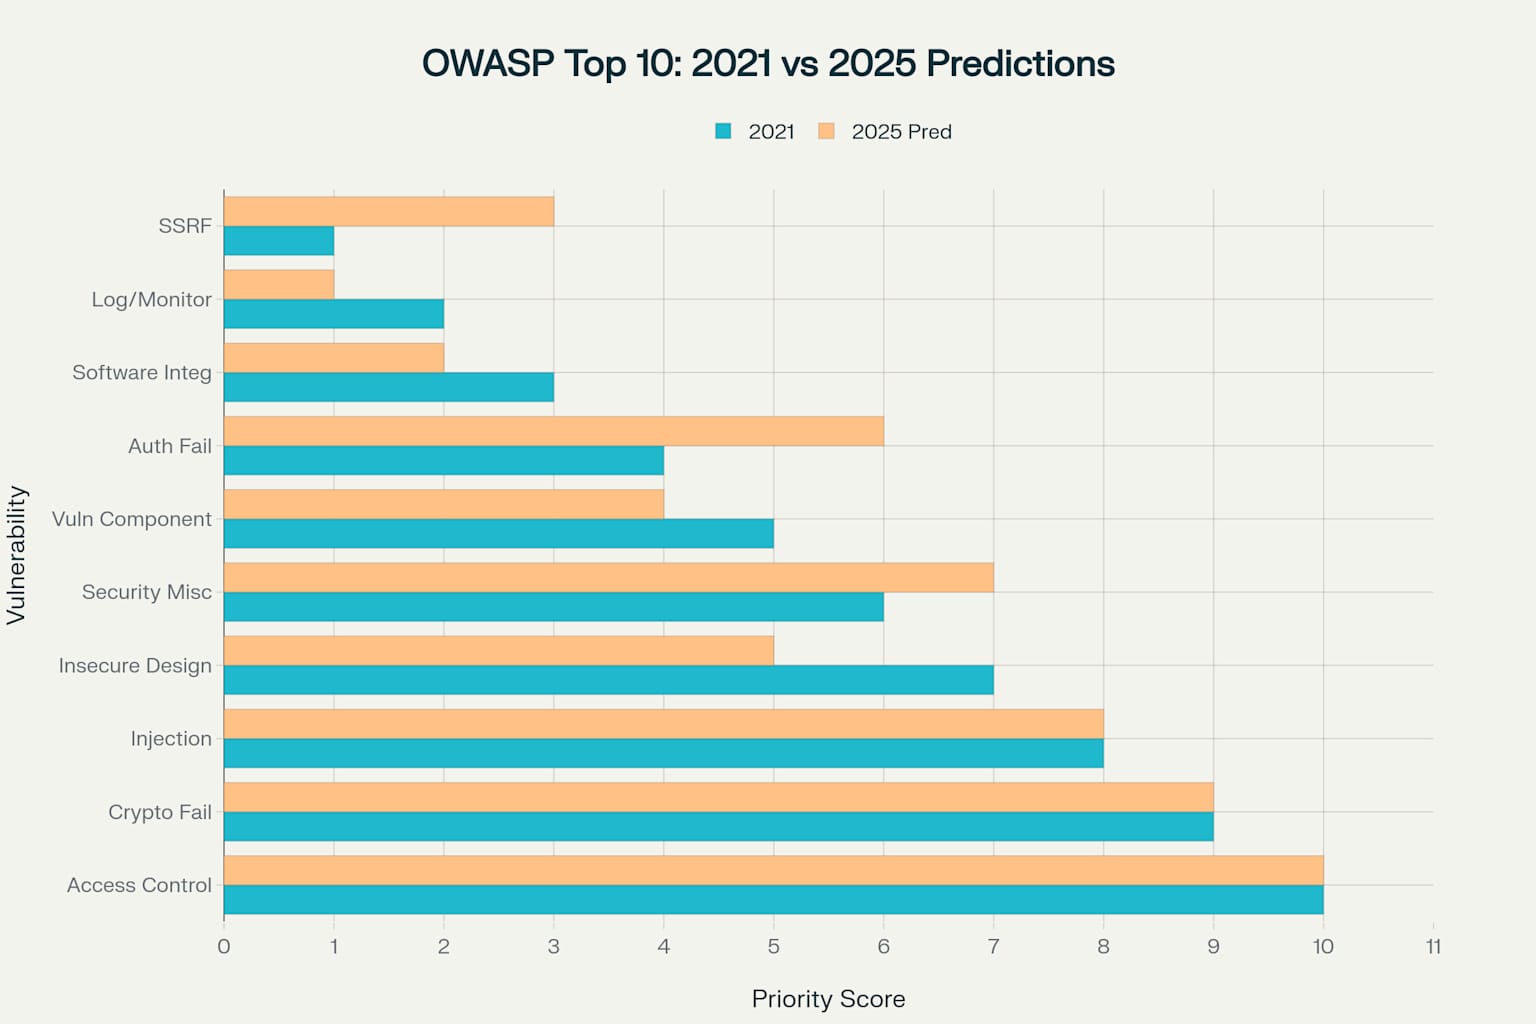 OWASP Top 10: 2021 vs 2025 Predictions
2021 2025 Pred
SSRF
Log/Monitor
Software Integ
Auth Fail
Vuln Component
Security Misc
Insecure Design
Injection
Crypto Fail
Access Control
Vulnerability
0 1 2 3 4 5 6 7 8 9 10 11
Priority Score